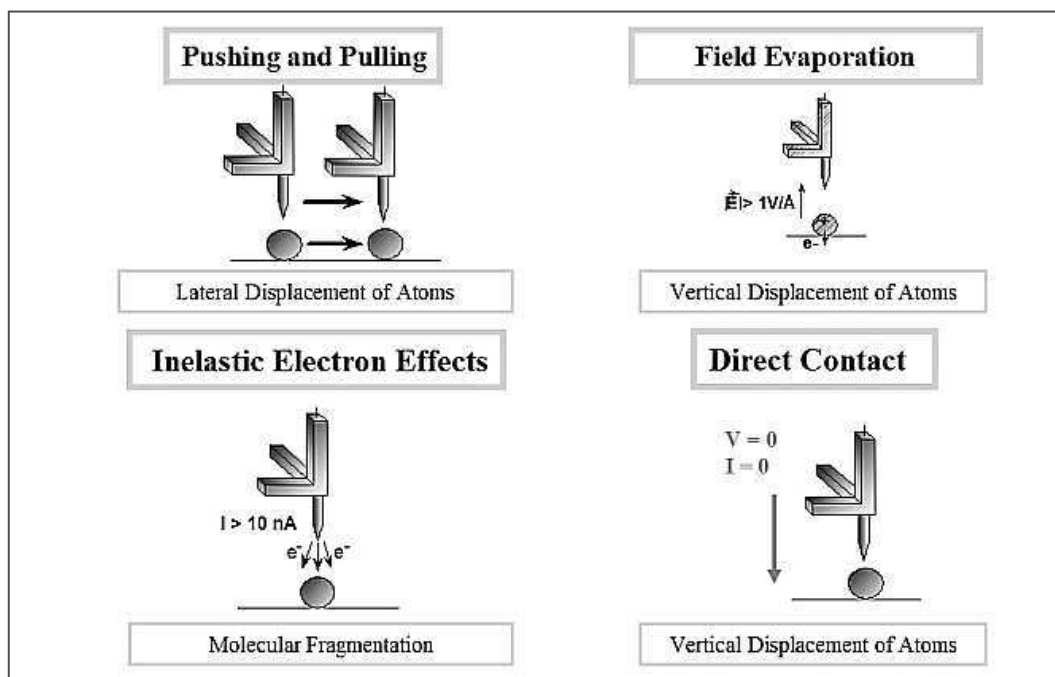 Pushing and Pulling
Lateral Displacement of Atoms
Field Evaporation
|E|> 1V/Å
e-
Vertical Displacement of Atoms
Inelastic Electron Effects
I > 10 nA
e- e-
Molecular Fragmentation
Direct Contact
V = 0
I = 0
Vertical Displacement of Atoms